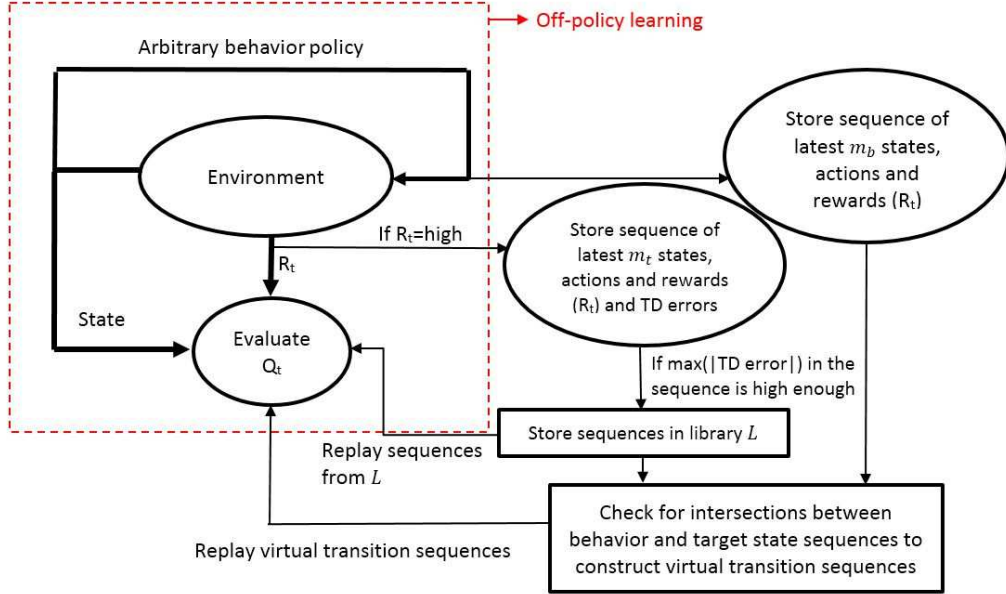 Off-policy learning
Arbitrary behavior policy
Environment
Store sequence of
latest m_b states,
actions and
rewards (R_t)
If R_t=high
R_t
Store sequence of
latest m_t states,
actions and rewards
(R_t) and TD errors
State
Evaluate
Q_t
If max(|TD error|) in the
sequence is high enough
Store sequences in library L
Replay sequences
from L
Check for intersections between
behavior and target state sequences to
construct virtual transition sequences
Replay virtual transition sequences